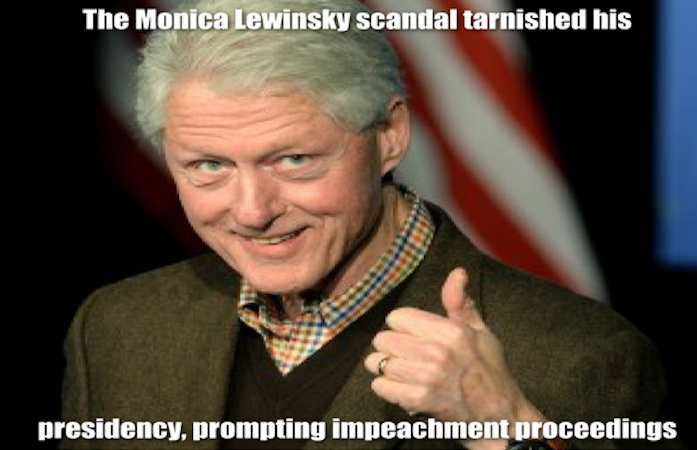 The Monica Lewinsky scandal tarnished his
presidency, prompting impeachment proceedings